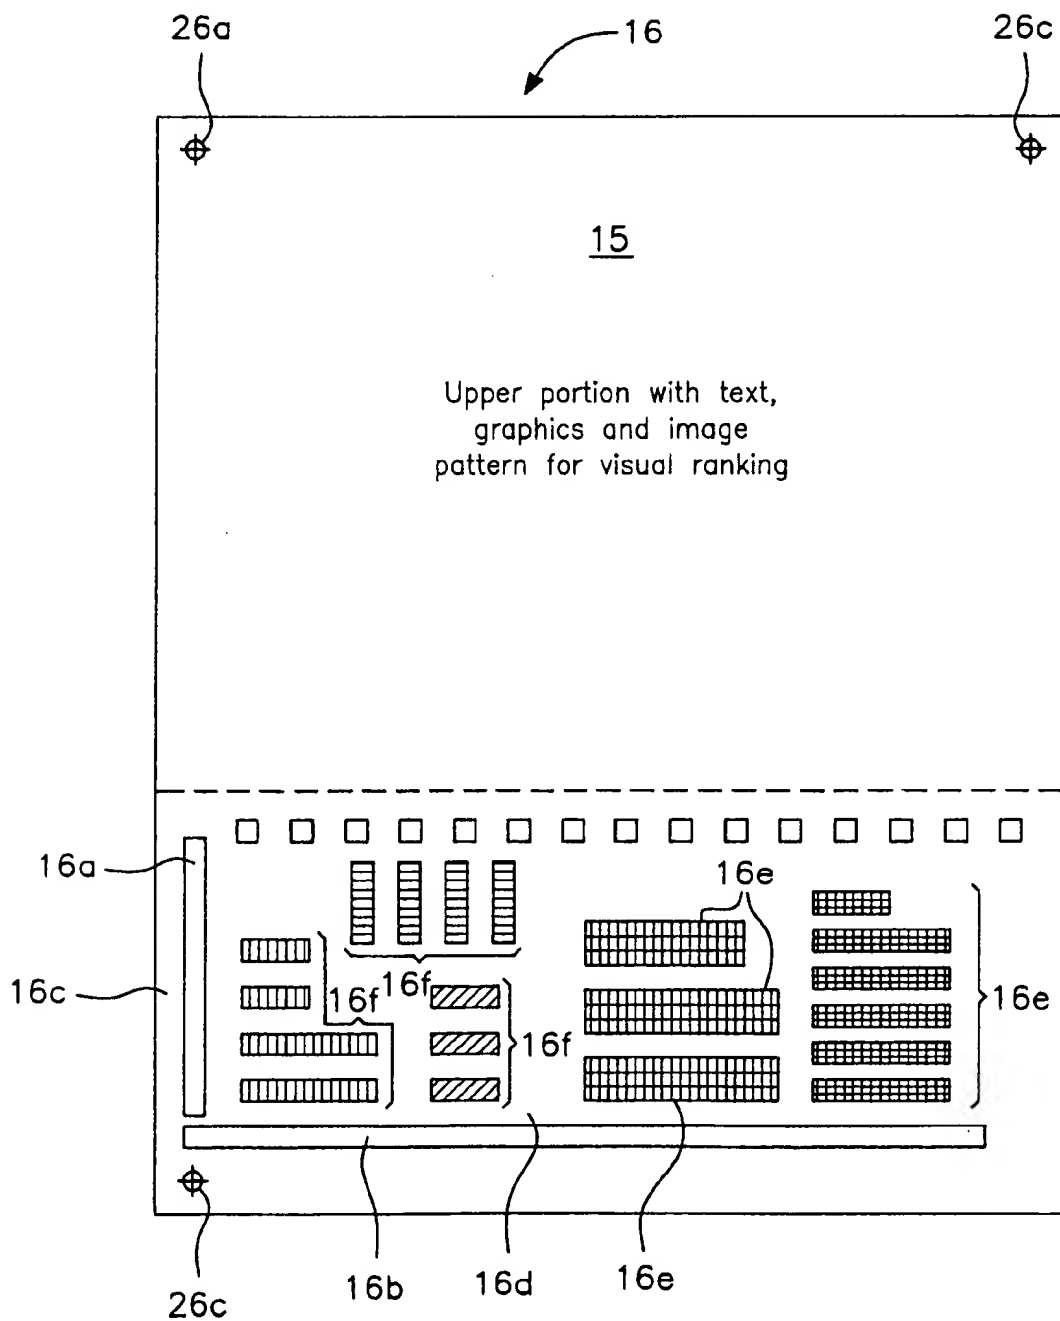 26a
16
26c
15
Upper portion with text,
graphics and image
pattern for visual ranking
16a
16e
16c
16f
16f
16e
16f
26c
16b
16d
16e